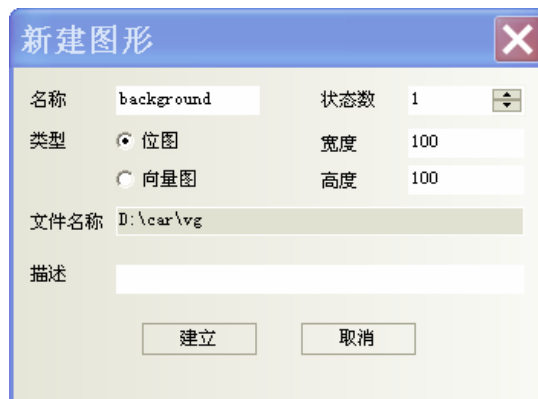 新建图形
名称 background 状态数 1
类型 位图 宽度 100
向量图 高度 100
文件名称 D:\car\vg
描述
建立 取消